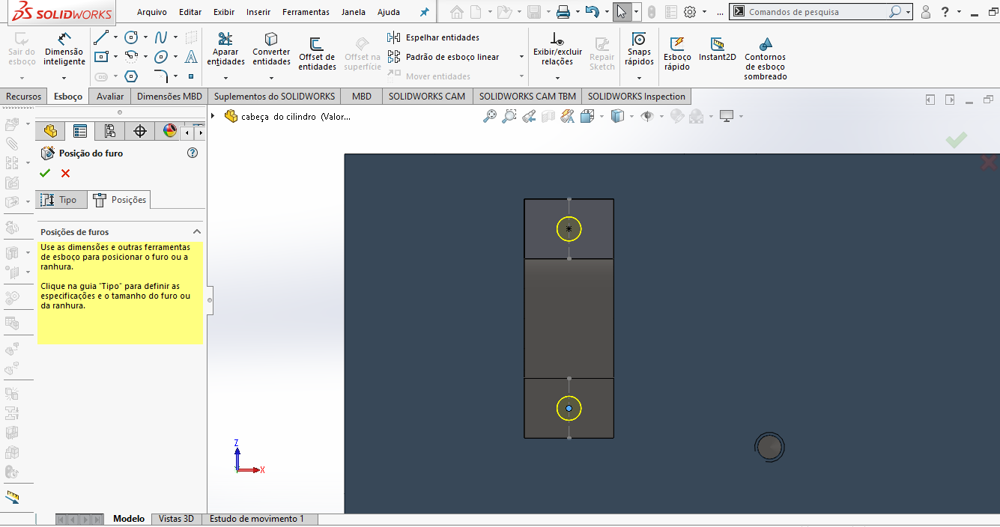 SOLIDWORKS
Arquivo Editar Exibir Inserir Ferramentas Janela Ajuda
... Comandos de pesquisa ?
Sair do esboço
Dimensão inteligente
Aparar entidades
Converter entidades
Offset de entidades
Offset na superfície
Espelhar entidades
Padrão de esboço linear
Mover entidades
Exibir/excluir relações
Repair Sketch
Snaps rápidos
Esboço rápido
Instant2D
Contornos de esboço sombreado
Recursos Esboço Avaliar Dimensões MBD Suplementos do SOLIDWORKS MBD SOLIDWORKS CAM SOLIDWORKS CAM TBM SOLIDWORKS Inspection
cabeça do cilindro (Valor...
Posição do furo ?
Tipo Posições
Posições de furos
Use as dimensões e outras ferramentas
de esboço para posicionar o furo ou a
ranhura.
Clique na guia "Tipo" para definir as
especificações e o tamanho do furo ou
da ranhura.
Z
X
Modelo Vistas 3D Estudo de movimento 1